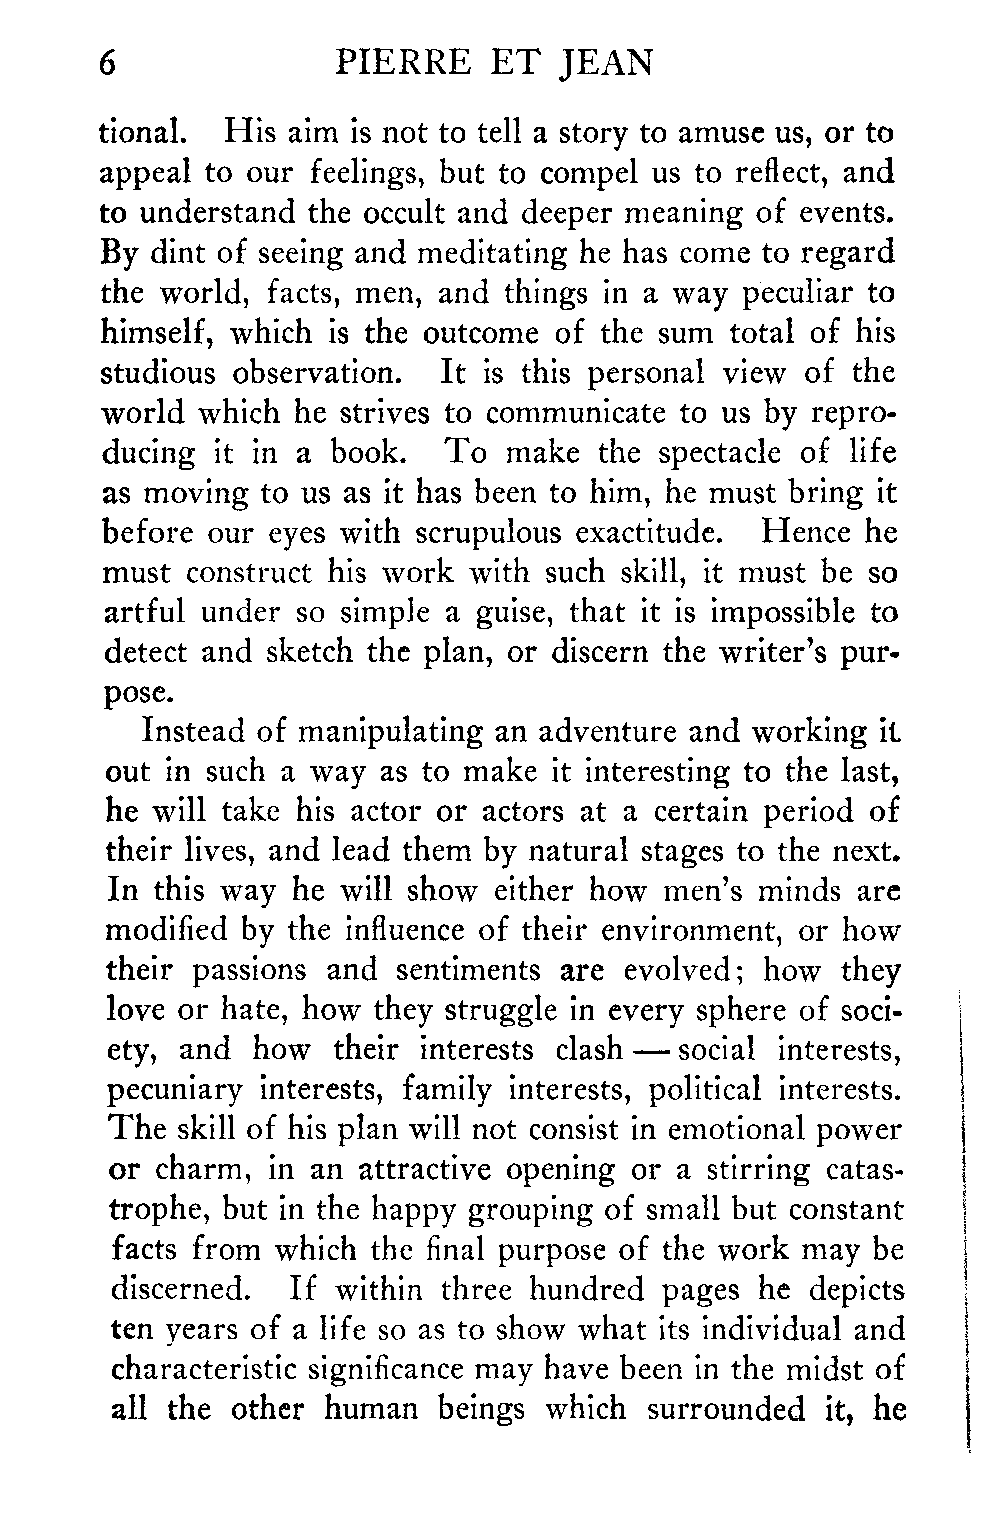 6 PIERRE ET JEAN
tional. His aim is not to tell a story to amuse us, or to
appeal to our feelings, but to compel us to reflect, and
to understand the occult and deeper meaning of events.
By dint of seeing and meditating he has come to regard
the world, facts, men, and things in a way peculiar to
himself, which is the outcome of the sum total of his
studious observation. It is this personal view of the
world which he strives to communicate to us by repro-
ducing it in a book. To make the spectacle of life
as moving to us as it has been to him, he must bring it
before our eyes with scrupulous exactitude. Hence he
must construct his work with such skill, it must be so
artful under so simple a guise, that it is impossible to
detect and sketch the plan, or discern the writer's pur-
pose.
Instead of manipulating an adventure and working it
out in such a way as to make it interesting to the last,
he will take his actor or actors at a certain period of
their lives, and lead them by natural stages to the next.
In this way he will show either how men's minds are
modified by the influence of their environment, or how
their passions and sentiments are evolved; how they
love or hate, how they struggle in every sphere of soci-
ety, and how their interests clash — social interests,
pecuniary interests, family interests, political interests.
The skill of his plan will not consist in emotional power
or charm, in an attractive opening or a stirring catas-
trophe, but in the happy grouping of small but constant
facts from which the final purpose of the work may be
discerned. If within three hundred pages he depicts
ten years of a life so as to show what its individual and
characteristic significance may have been in the midst of
all the other human beings which surrounded it, he